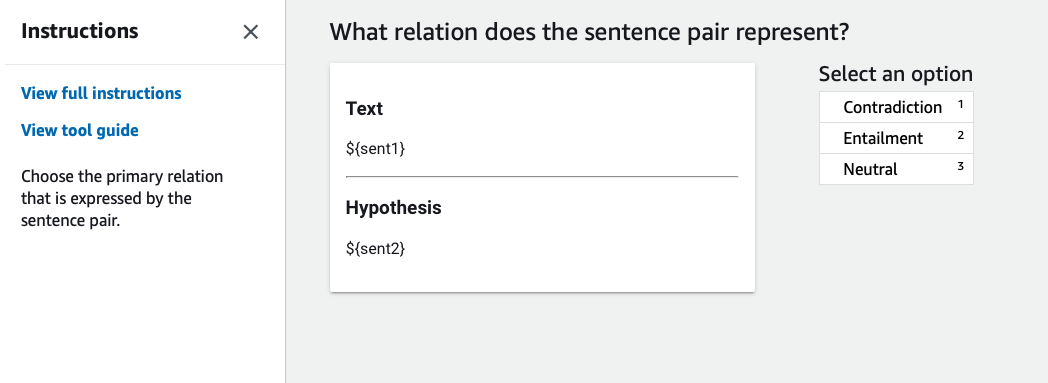 Instructions
View full instructions
View tool guide
Choose the primary relation
that is expressed by the
sentence pair.
What relation does the sentence pair represent?
Text
${sent1}
Hypothesis
${sent2}
Select an option
Contradiction 1
Entailment 2
Neutral 3